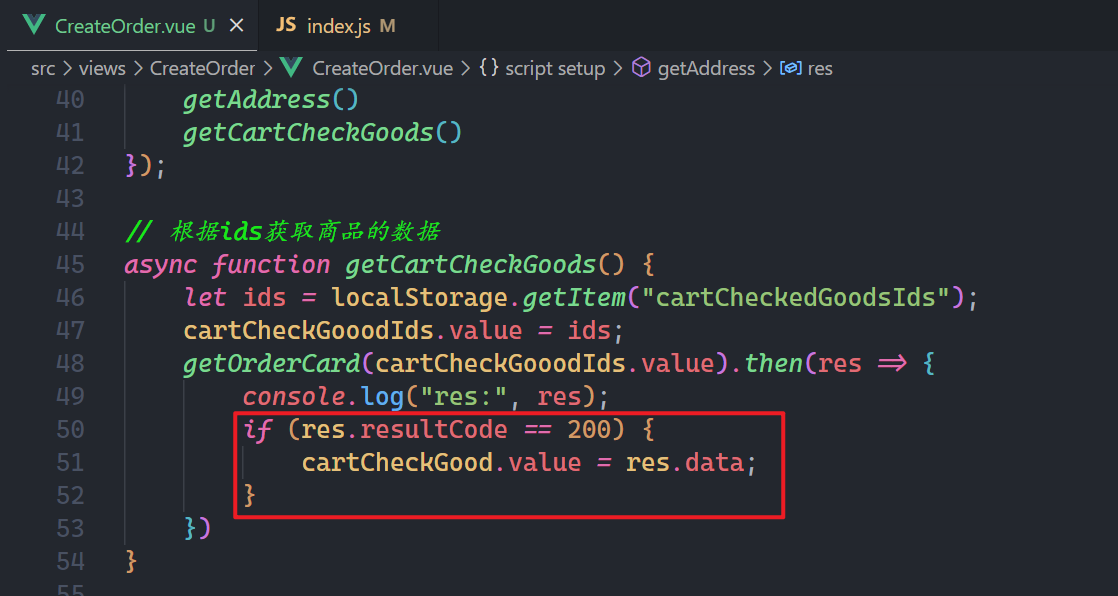 CreateOrder.vue U × JS index.js M
src > views > CreateOrder > CreateOrder.vue > {} script setup > getAddress > res
40 getAddress()
41 getCartCheckGoods()
42 });
43
44 // 根据ids获取商品的数据
45 async function getCartCheckGoods() {
46 let ids = localStorage.getItem("cartCheckedGoodsIds");
47 cartCheckGooodIds.value = ids;
48 getOrderCard(cartCheckGooodIds.value).then(res => {
49 console.log("res:", res);
50 if (res.resultCode == 200) {
51 cartCheckGood.value = res.data;
52 }
53 })
54 }
55